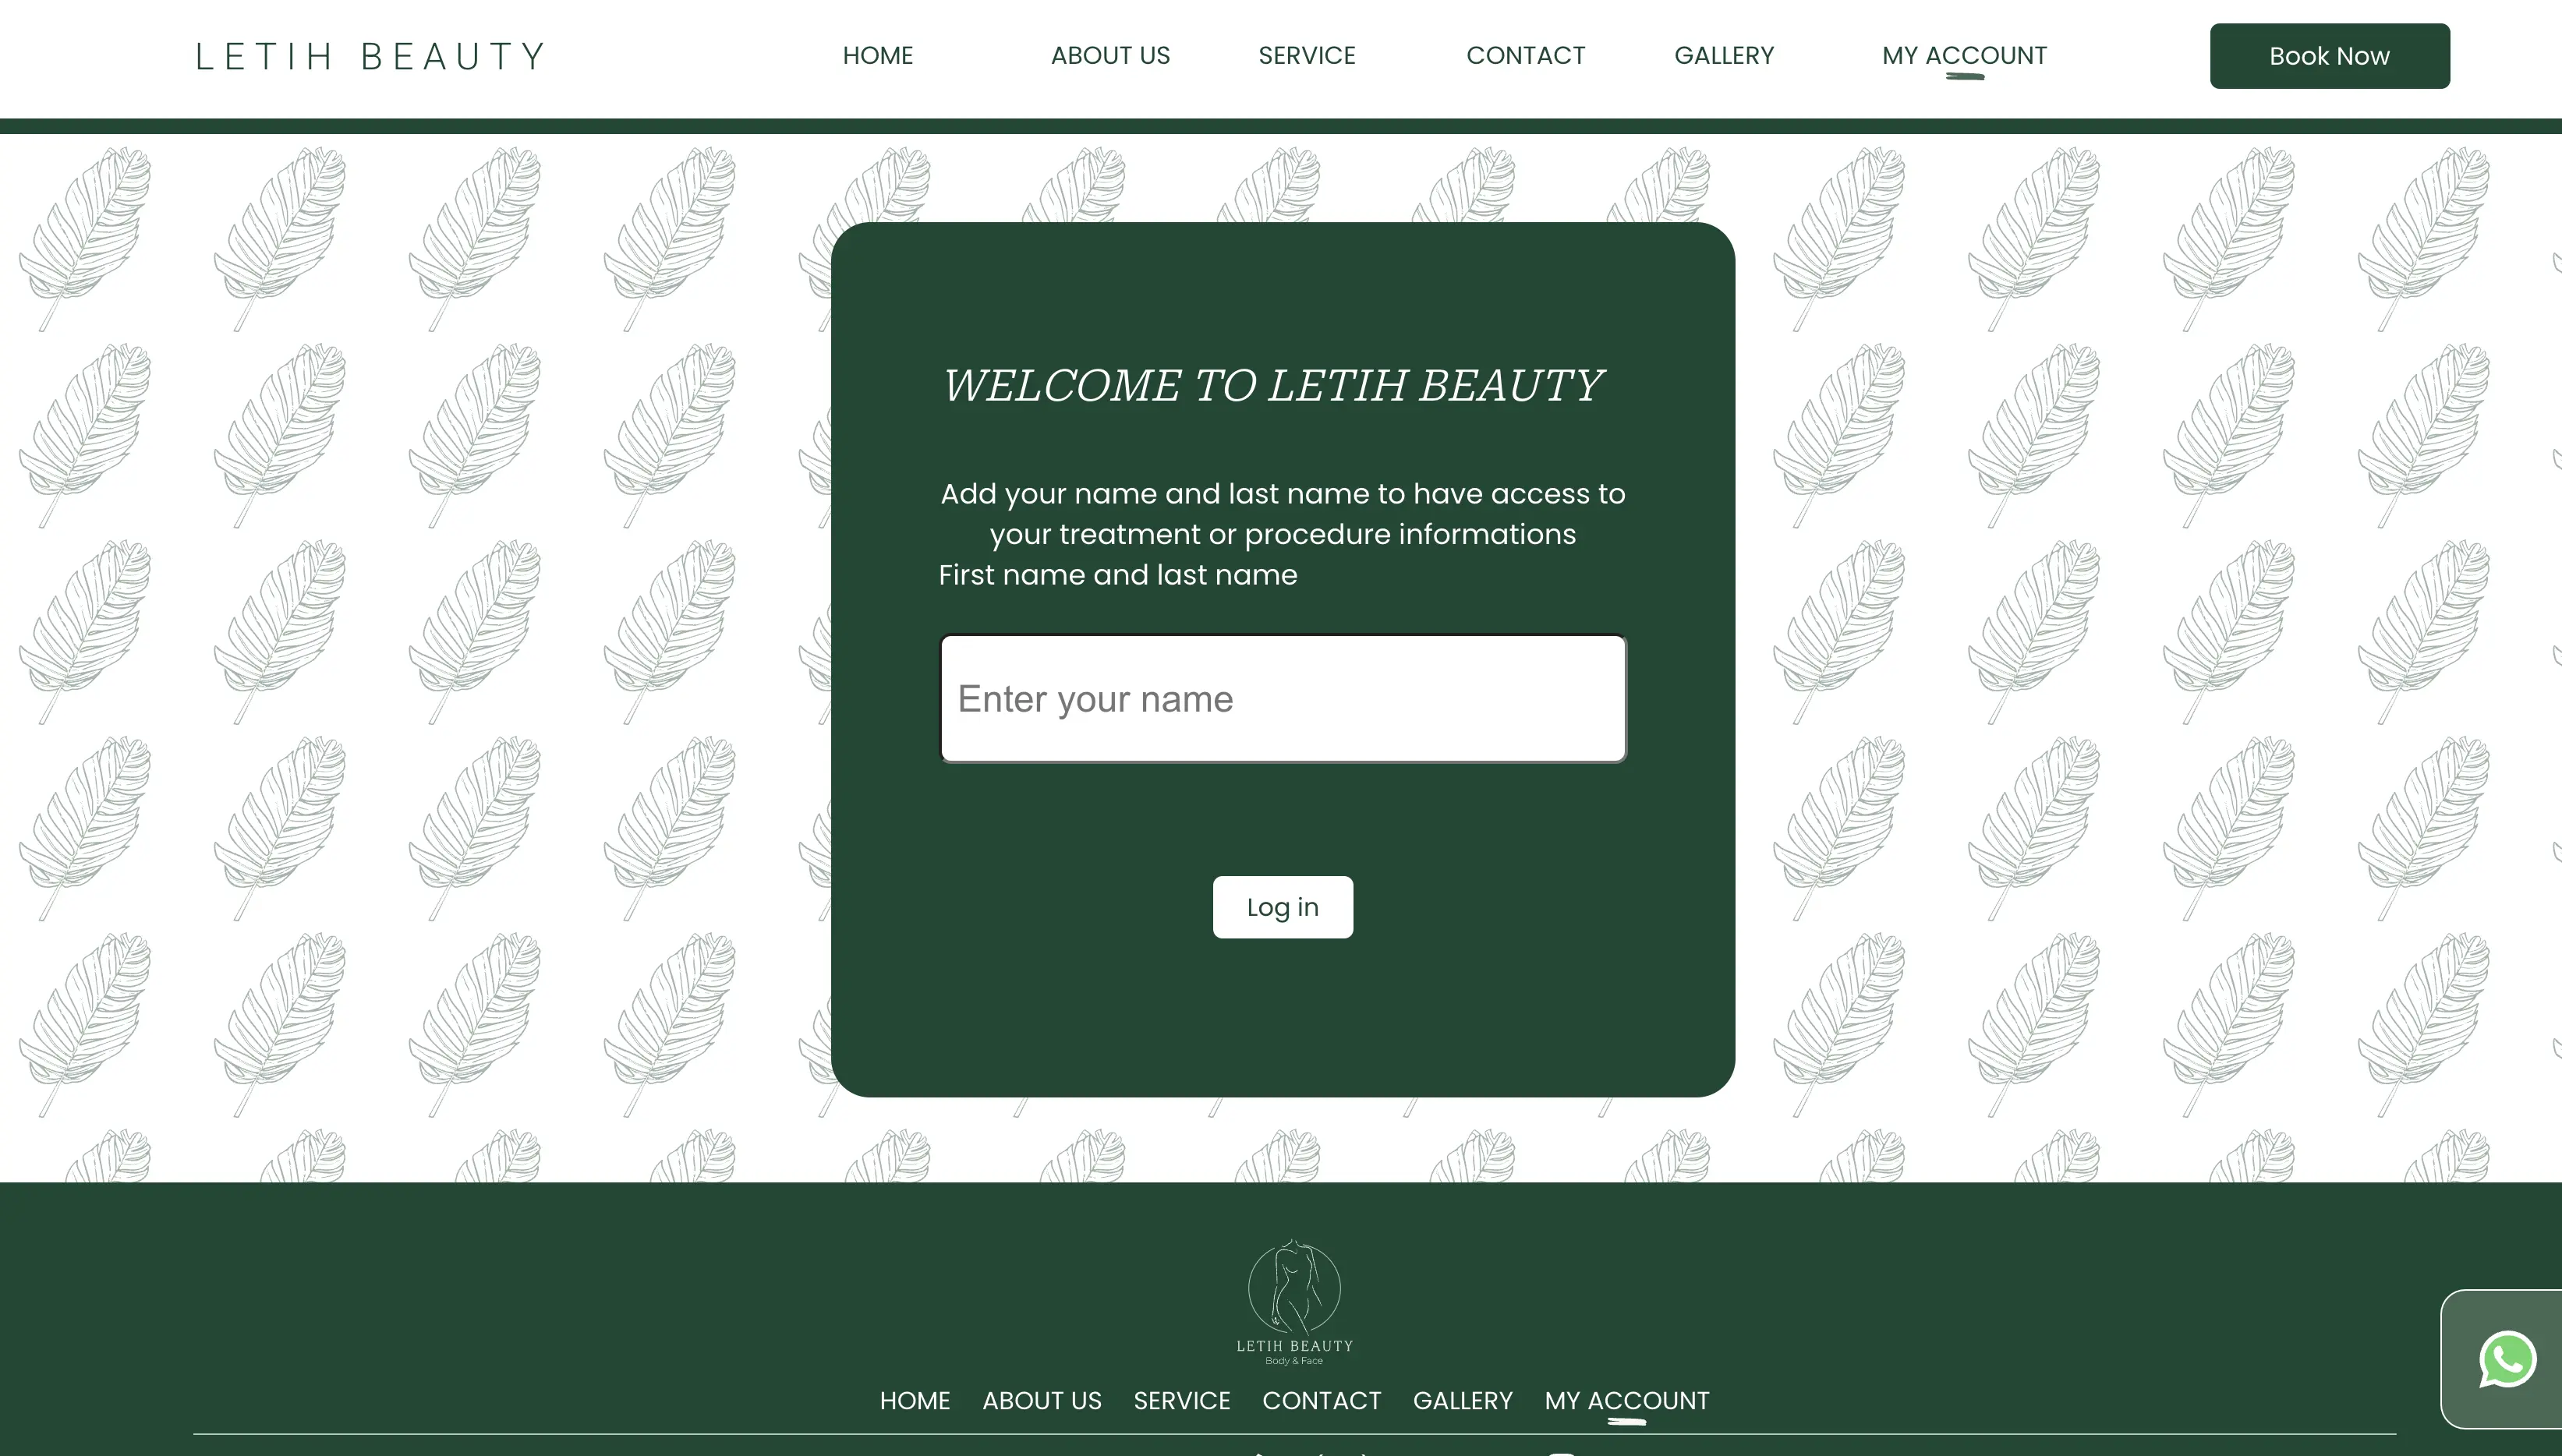 LETIH BEAUTY
HOME ABOUT US SERVICE CONTACT GALLERY MY ACCOUNT Book Now
WELCOME TO LETIH BEAUTY
Add your name and last name to have access to
your treatment or procedure informations
First name and last name
Enter your name
Log in
LETIH BEAUTY
Body & Face
HOME ABOUT US SERVICE CONTACT GALLERY MY ACCOUNT